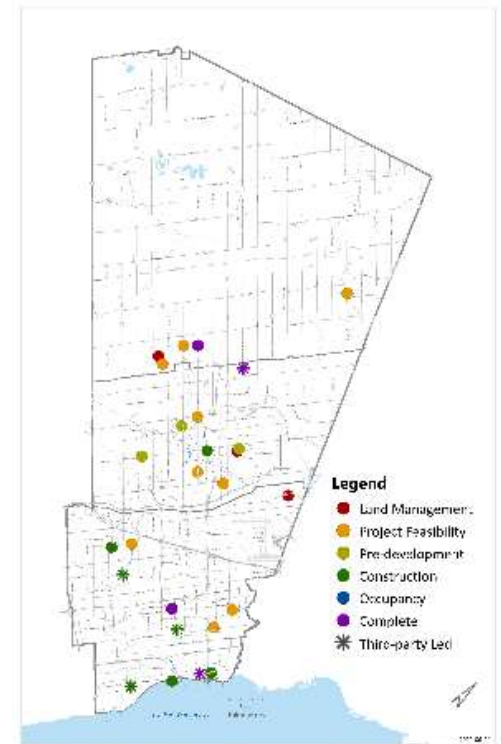 Legend
Land Management
Project Feasibility
Pre-development
Construction
Occupancy
Complete
Third-party Led